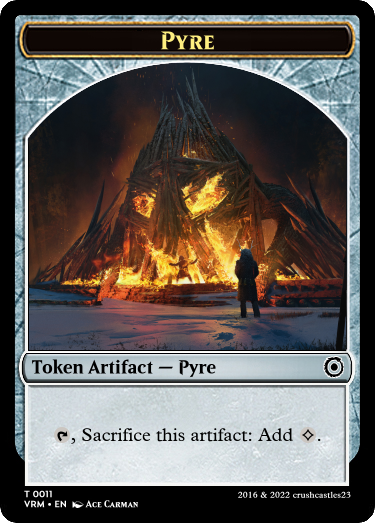 Pyre
Token Artifact — Pyre
, Sacrifice this artifact: Add .
T 0011
VRM • EN Ace Carman
2016 & 2022 crushcastles23